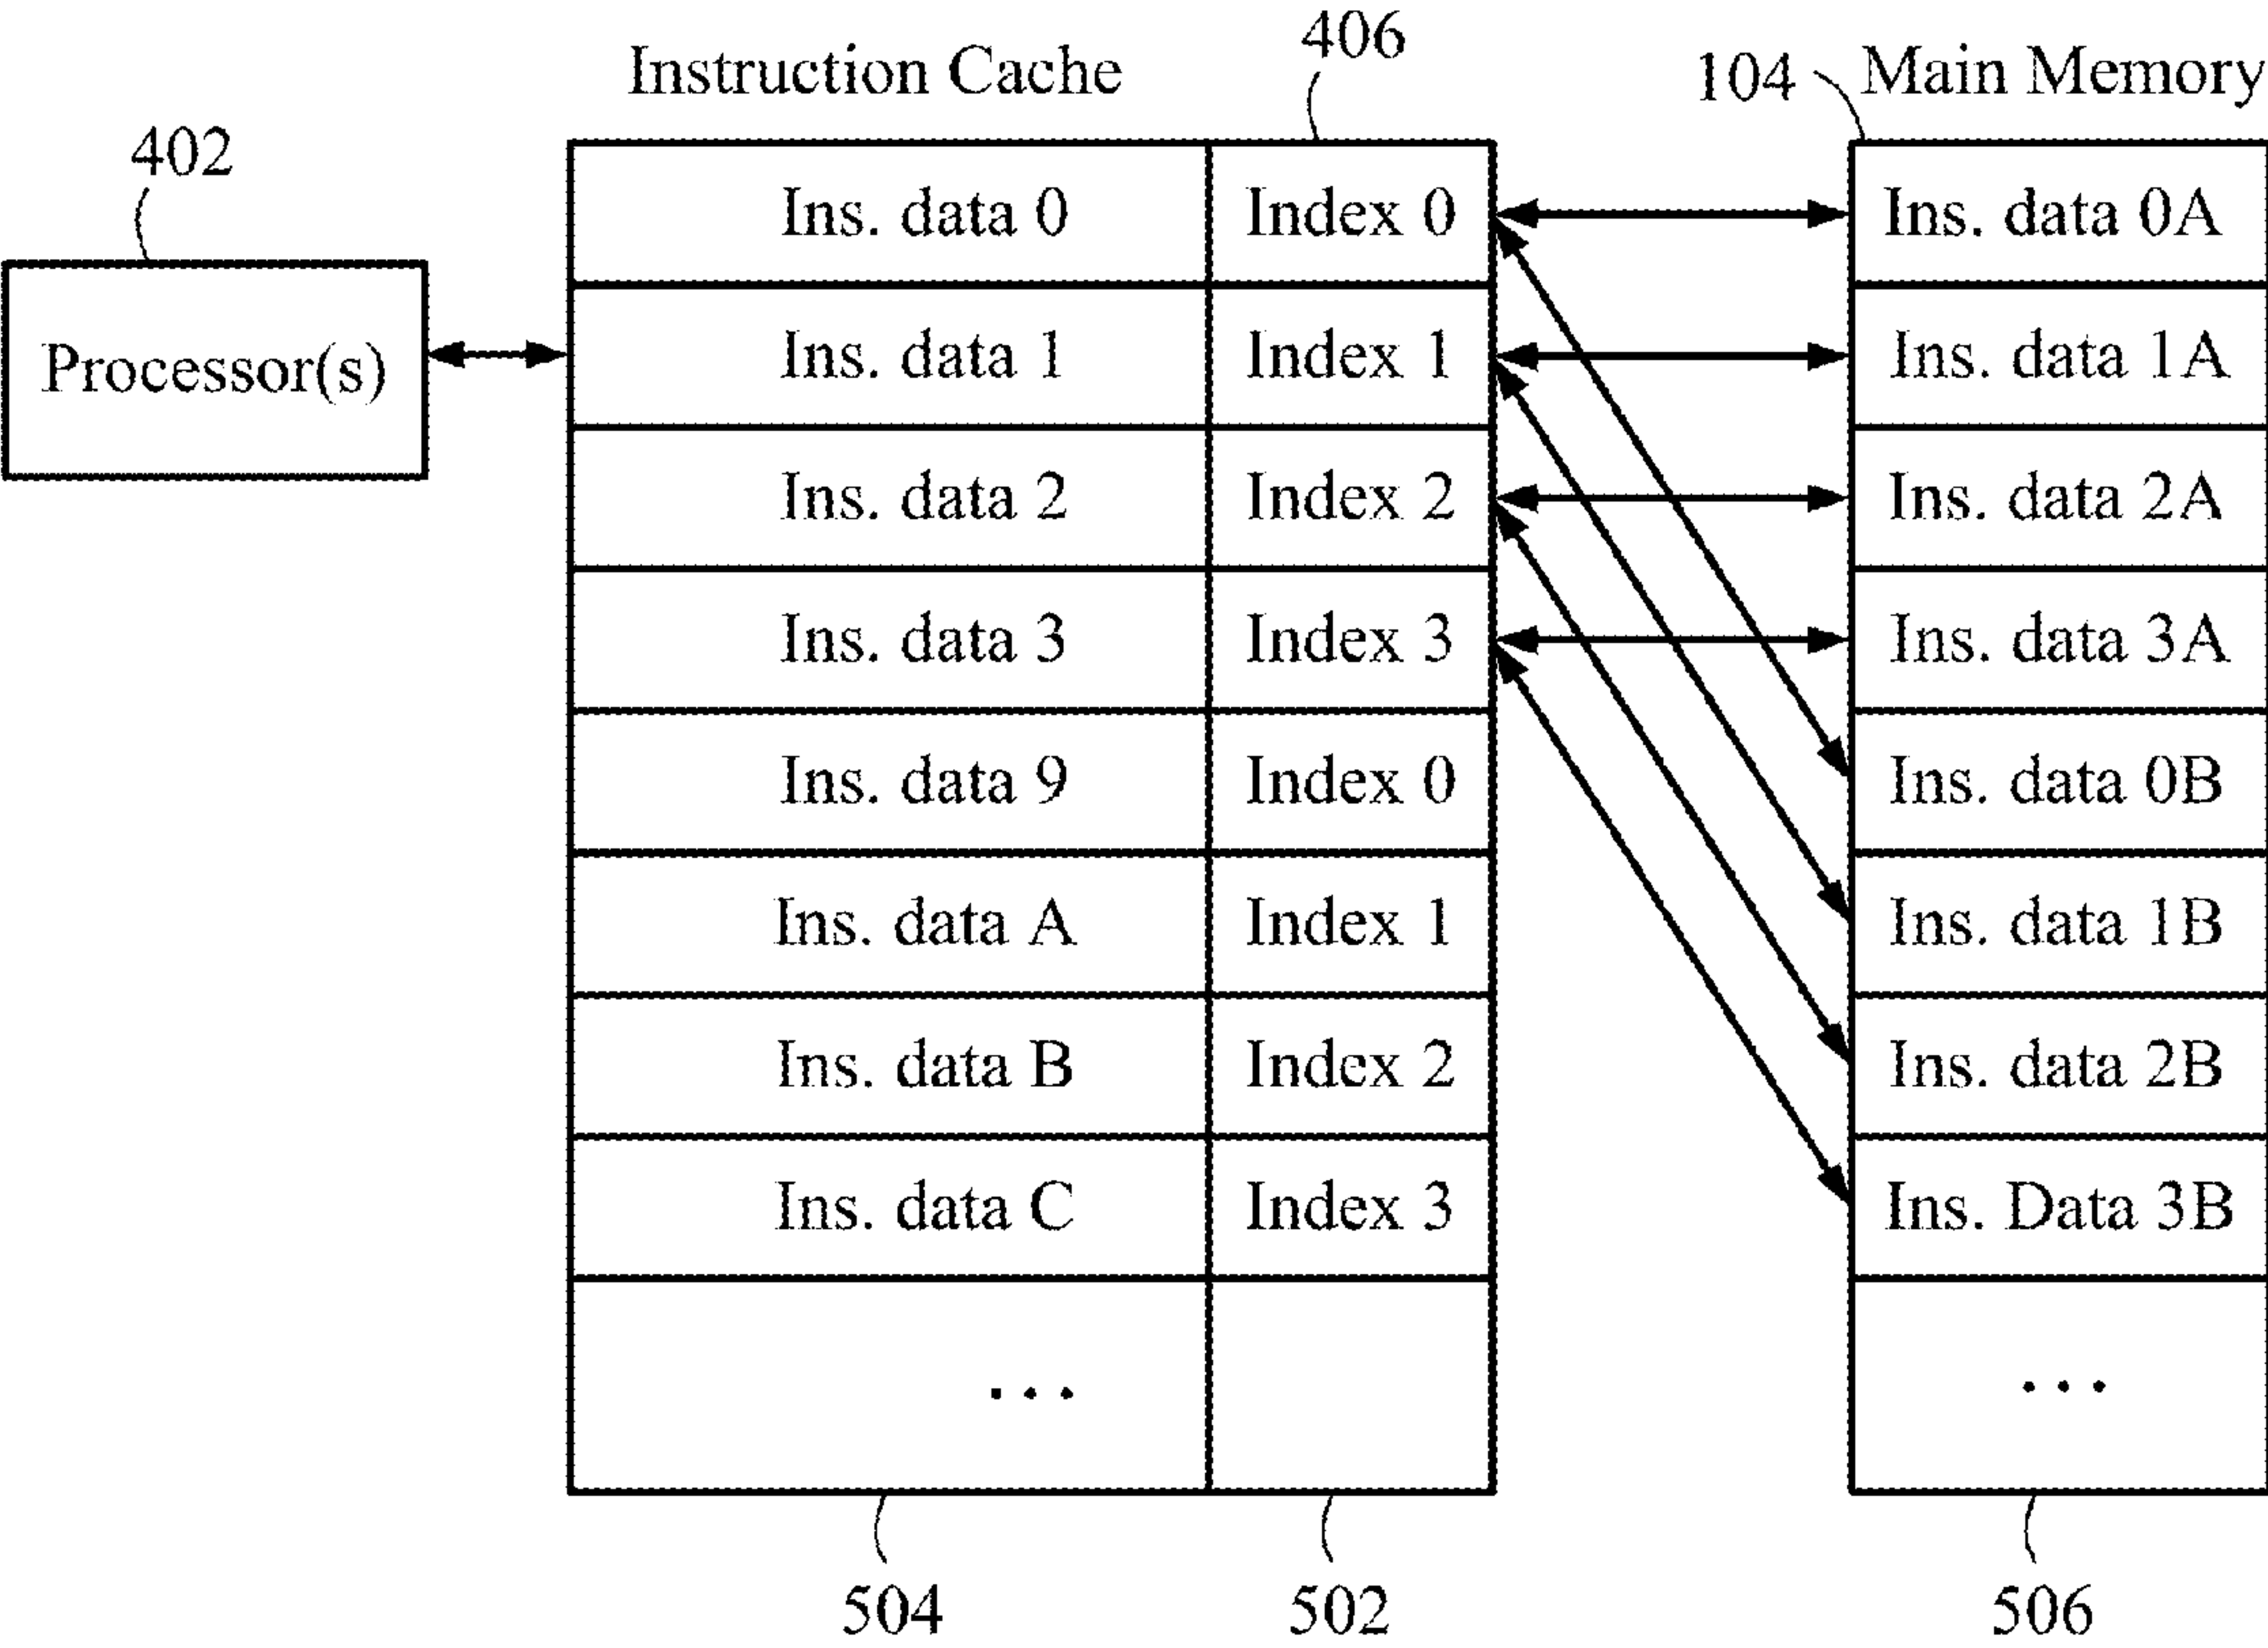 406
Instruction Cache
104 Main Memory
402
Processor(s)
Ins. data 0 Index 0 Ins. data 0A
Ins. data 1 Index 1 Ins. data 1A
Ins. data 2 Index 2 Ins. data 2A
Ins. data 3 Index 3 Ins. data 3A
Ins. data 9 Index 0 Ins. data 0B
Ins. data A Index 1 Ins. data 1B
Ins. data B Index 2 Ins. data 2B
Ins. data C Index 3 Ins. Data 3B
... ...
504 502 506